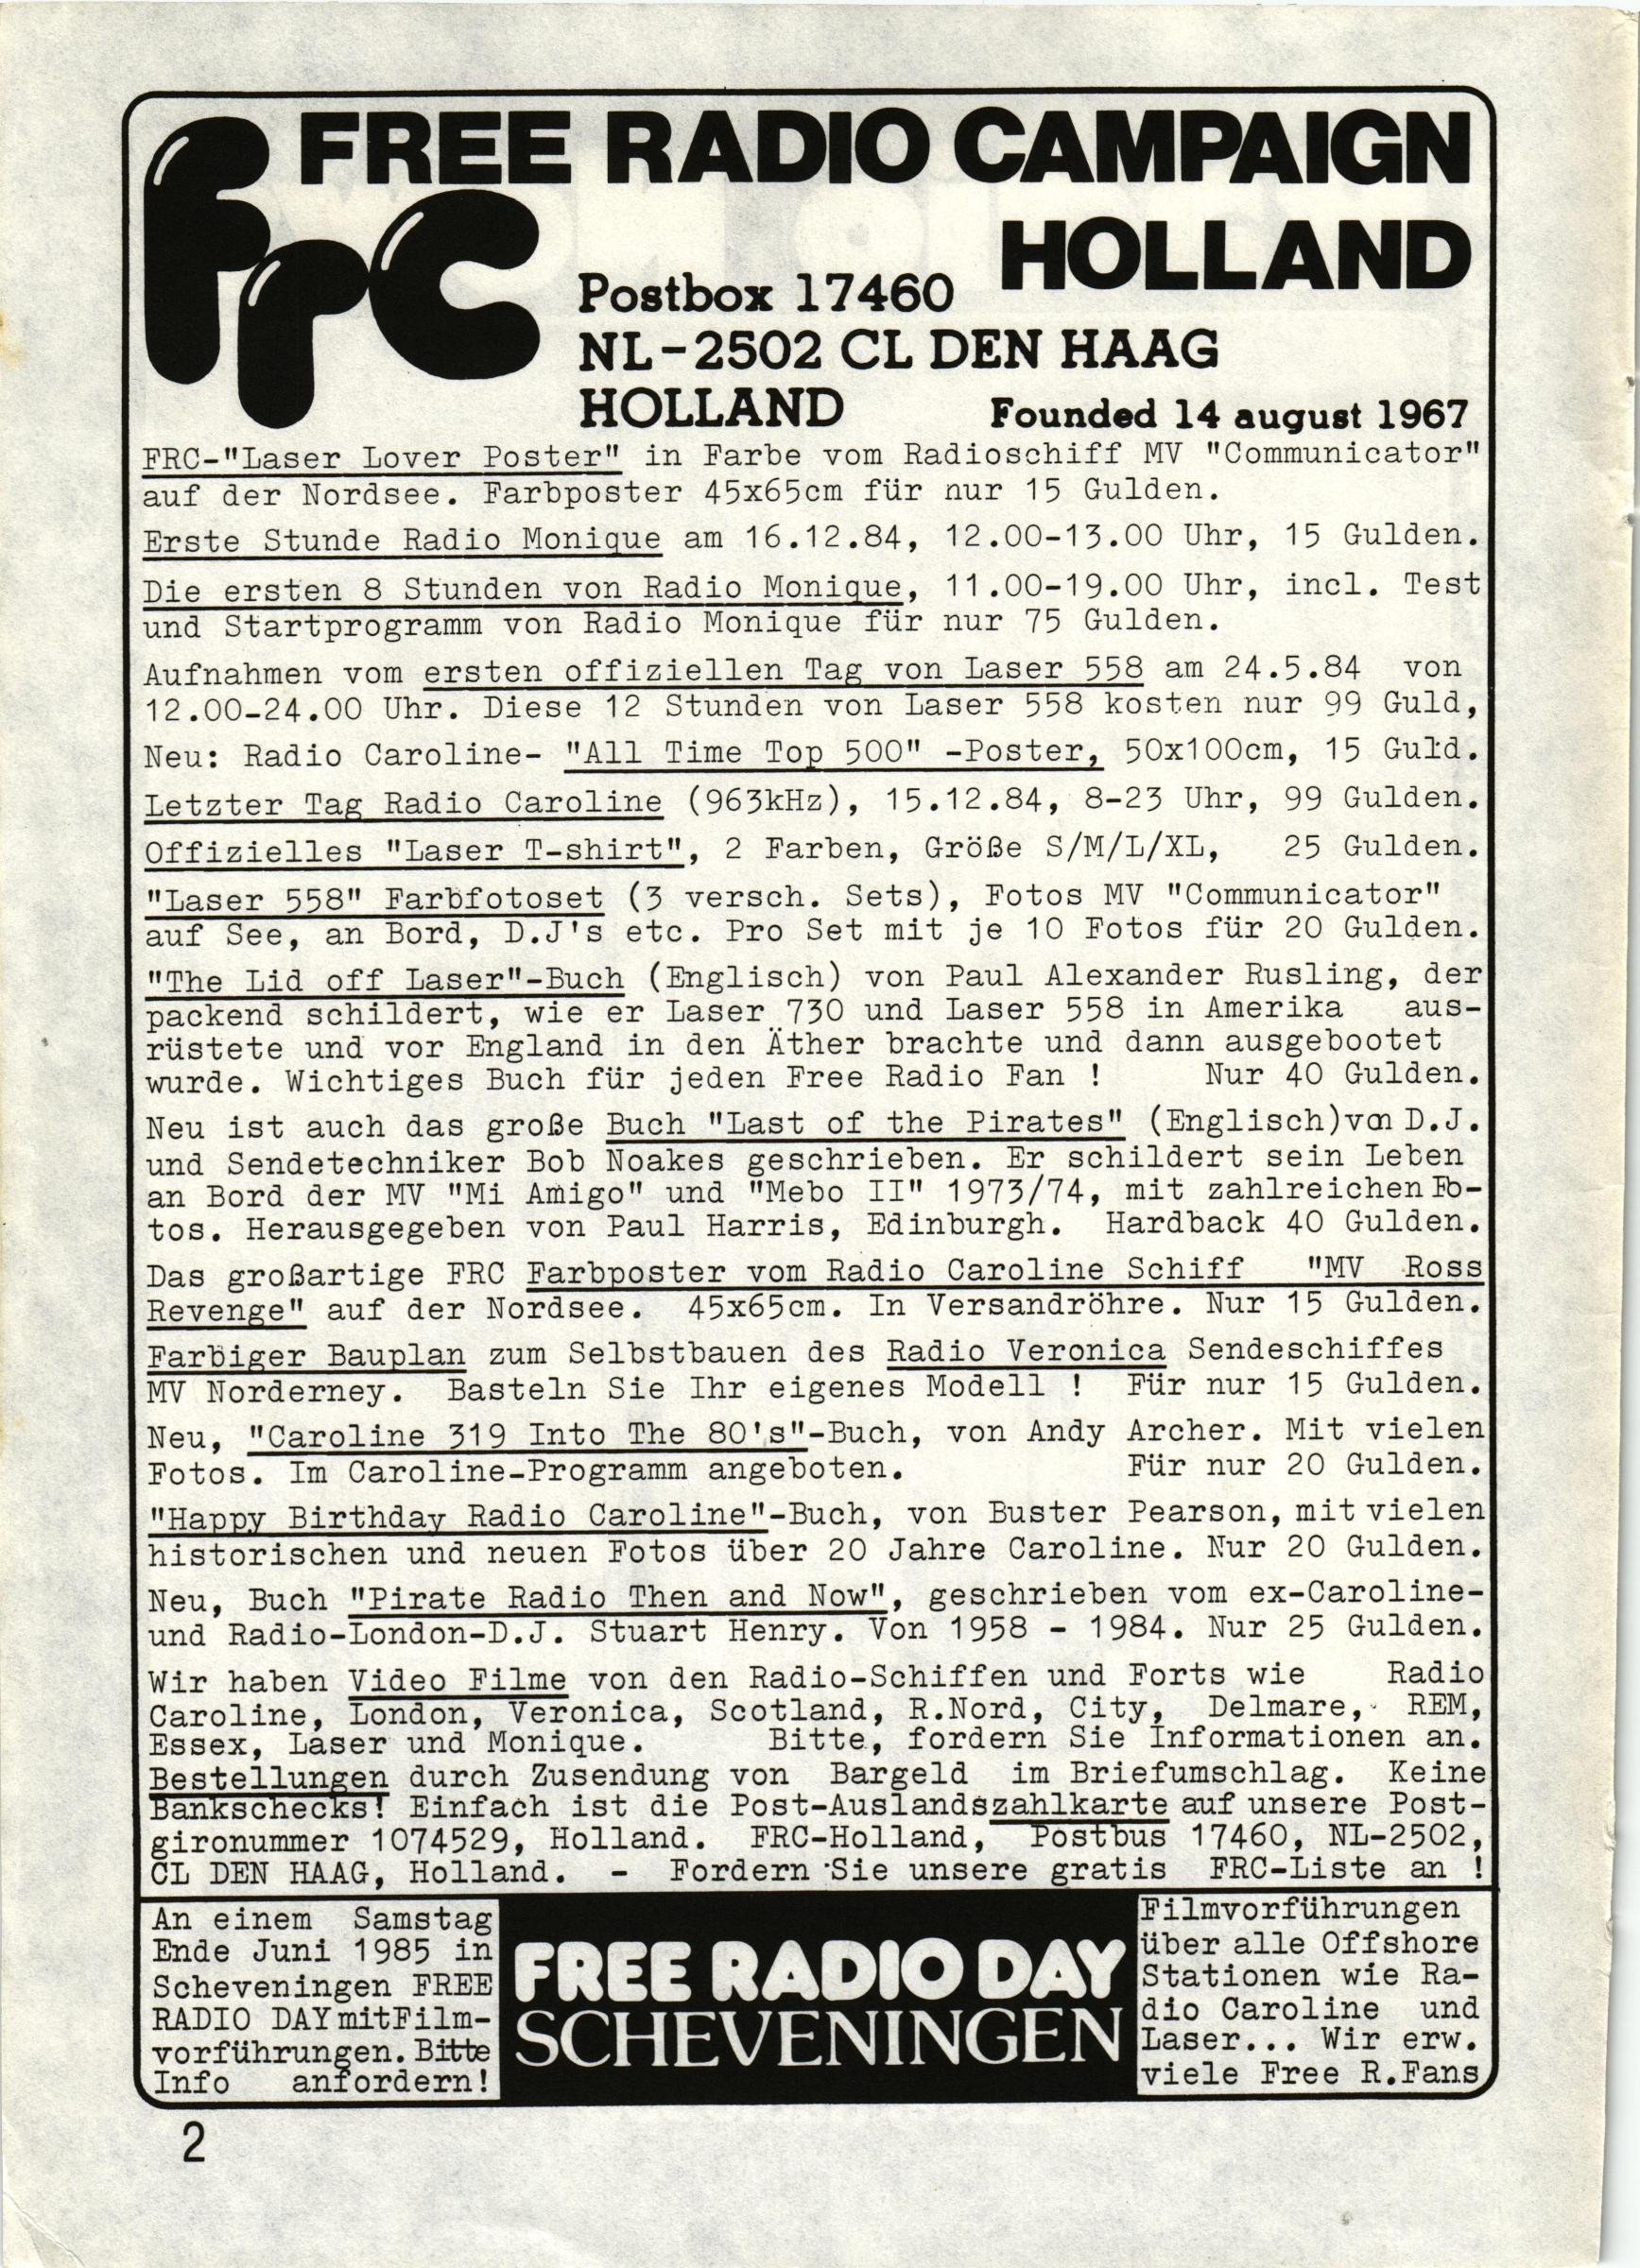 frc FREE RADIO CAMPAIGN
HOLLAND
Postbox 17460
NL-2502 CL DEN HAAG
HOLLAND Founded 14 august 1967
FRC-"Laser Lover Poster" in Farbe vom Radioschiff MV "Communicator"
auf der Nordsee. Farbposter 45x65cm für nur 15 Gulden.
Erste Stunde Radio Monique am 16.12.84, 12.00-13.00 Uhr, 15 Gulden.
Die ersten 8 Stunden von Radio Monique, 11.00-19.00 Uhr, incl. Test
und Startprogramm von Radio Monique für nur 75 Gulden.
Aufnahmen vom ersten offiziellen Tag von Laser 558 am 24.5.84 von
12.00-24.00 Uhr. Diese 12 Stunden von Laser 558 kosten nur 99 Guld,
Neu: Radio Caroline- "All Time Top 500" -Poster, 50x100cm, 15 Guld.
Letzter Tag Radio Caroline (963kHz), 15.12.84, 8-23 Uhr, 99 Gulden.
Offizielles "Laser T-shirt", 2 Farben, Größe S/M/L/XL, 25 Gulden.
"Laser 558" Farbfotoset (3 versch. Sets), Fotos MV "Communicator"
auf See, an Bord, D.J's etc. Pro Set mit je 10 Fotos für 20 Gulden.
"The Lid off Laser"-Buch (Englisch) von Paul Alexander Rusling, der
packend schildert, wie er Laser 730 und Laser 558 in Amerika aus-
rüstete und vor England in den Äther brachte und dann ausgebootet
wurde. Wichtiges Buch für jeden Free Radio Fan ! Nur 40 Gulden.
Neu ist auch das große Buch "Last of the Pirates" (Englisch)von D.J.
und Sendetechniker Bob Noakes geschrieben. Er schildert sein Leben
an Bord der MV "Mi Amigo" und "Mebo II" 1973/74, mit zahlreichen Fo-
tos. Herausgegeben von Paul Harris, Edinburgh. Hardback 40 Gulden.
Das großartige FRC Farbposter vom Radio Caroline Schiff "MV Ross
Revenge" auf der Nordsee. 45x65cm. In Versandröhre. Nur 15 Gulden.
Farbiger Bauplan zum Selbstbauen des Radio Veronica Sendeschiffes
MV Norderney. Basteln Sie Ihr eigenes Modell ! Für nur 15 Gulden.
Neu, "Caroline 319 Into The 80's"-Buch, von Andy Archer. Mit vielen
Fotos. Im Caroline-Programm angeboten. Für nur 20 Gulden.
"Happy Birthday Radio Caroline"-Buch, von Buster Pearson, mit vielen
historischen und neuen Fotos über 20 Jahre Caroline. Nur 20 Gulden.
Neu, Buch "Pirate Radio Then and Now", geschrieben vom ex-Caroline-
und Radio-London-D.J. Stuart Henry. Von 1958 - 1984. Nur 25 Gulden.
Wir haben Video Filme von den Radio-Schiffen und Forts wie Radio
Caroline, London, Veronica, Scotland, R.Nord, City, Delmare, REM,
Essex, Laser und Monique. Bitte, fordern Sie Informationen an.
Bestellungen durch Zusendung von Bargeld im Briefumschlag. Keine
Bankschecks! Einfach ist die Post-Auslandszahlkarte auf unsere Post-
gironummer 1074529, Holland. FRC-Holland, Postbus 17460, NL-2502,
CL DEN HAAG, Holland. - Fordern Sie unsere gratis FRC-Liste an !
An einem Samstag
Ende Juni 1985 in
Scheveningen FREE
RADIO DAY mit Film-
vorführungen. Bitte
Info anfordern!
FREE RADIO DAY
SCHEVENINGEN
Filmvorführungen
über alle Offshore
Stationen wie Ra-
dio Caroline und
Laser... Wir erw.
viele Free R.Fans
2